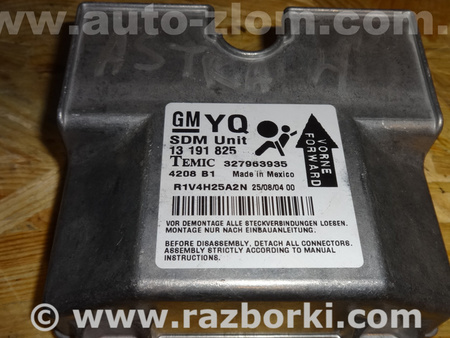 www.auto-zlom.com.ua
ASTRA H
GM YQ
SDM Unit
13 191 825
TEMIC 327963935
4208 B1 Made in Mexico
R1V4H25A2N 25/08/04 00
VORNE
FORWARD
VOR DEMONTAGE ALLE STECKVERBINDUNGEN LOESEN.
MONTAGE NUR NACH EINBAUANLEITUNG.
BEFORE DISASSEMBLY, DETACH ALL CONNECTORS.
ASSEMBLY STRICTLY ACCORDING TO MANUAL
INSTRUCTIONS.
© www.razborki.com